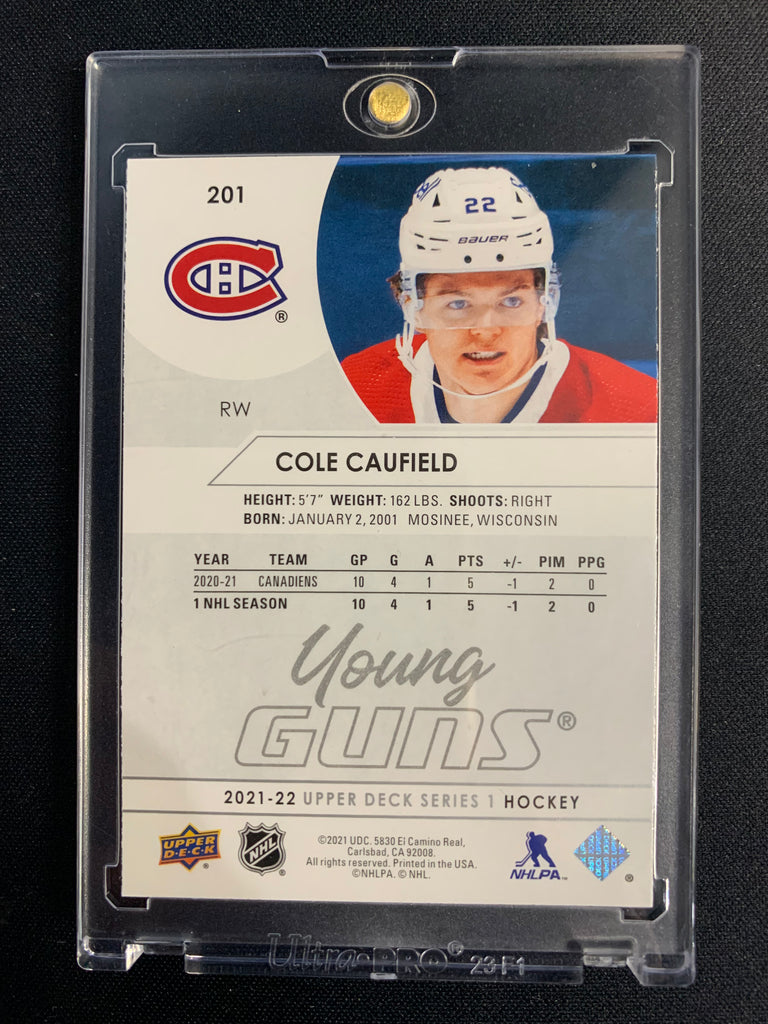 201
22
BAUER
®
RW
COLE CAUFIELD
HEIGHT: 5'7" WEIGHT: 162 LBS. SHOOTS: RIGHT
BORN: JANUARY 2, 2001 MOSINEE, WISCONSIN
YEAR TEAM GP G A PTS +/- PIM PPG
2020-21 CANADIENS 10 4 1 5 -1 2 0
1 NHL SEASON 10 4 1 5 -1 2 0
Young
GUNS®
2021-22 UPPER DECK SERIES 1 HOCKEY
UPPER
D·E·C·K
®
NHL
®
©2021 UDC. 5830 El Camino Real,
Carlsbad, CA 92008.
All rights reserved. Printed in the USA.
©NHLPA. © NHL.
NHLPA™
®
Ultra·PRO® 23F1